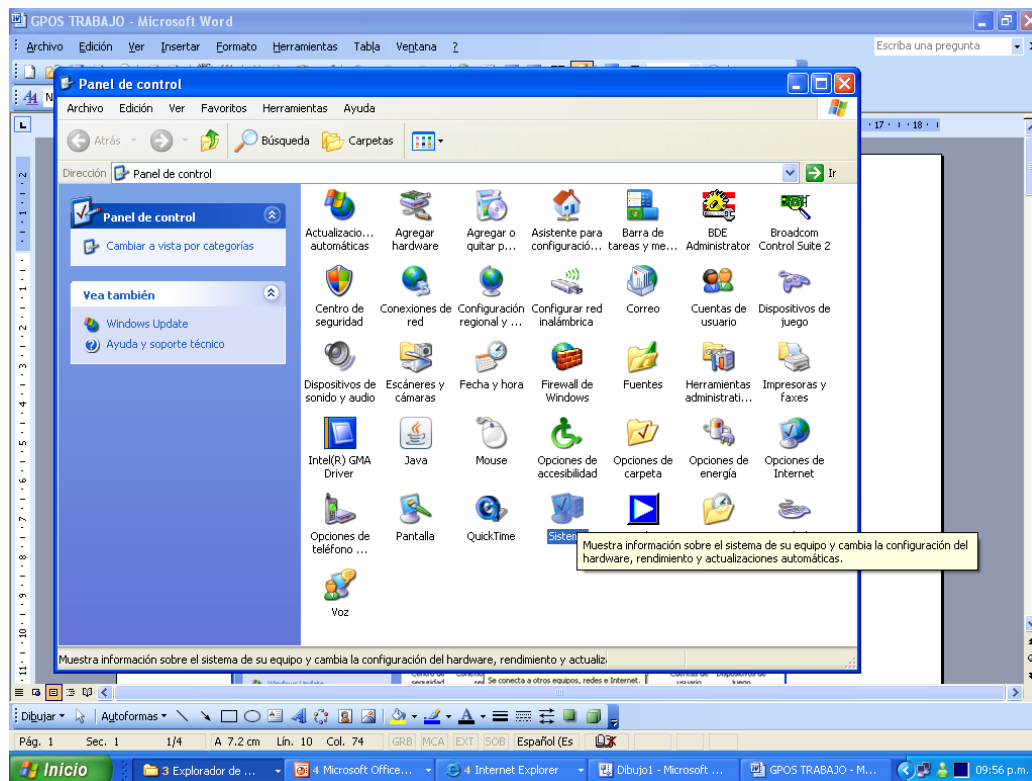 GPOS TRABAJO - Microsoft Word
Archivo Edición Ver Insertar Formato Herramientas Tabla Ventana ?
Escriba una pregunta
Panel de control
Archivo Edición Ver Favoritos Herramientas Ayuda
Atrás Búsqueda Carpetas
Dirección Panel de control Ir
Panel de control
Cambiar a vista por categorías
Vea también
Windows Update
Ayuda y soporte técnico
Actualizacio... automáticas
Agregar hardware
Agregar o quitar p...
Asistente para configuració...
Barra de tareas y me...
BDE Administrator
Broadcom Control Suite 2
Centro de seguridad
Conexiones de red
Configuración regional y ...
Configurar red inalámbrica
Correo
Cuentas de usuario
Dispositivos de juego
Dispositivos de sonido y audio
Escáneres y cámaras
Fecha y hora
Firewall de Windows
Fuentes
Herramientas administrati...
Impresoras y faxes
Intel(R) GMA Driver
Java
Mouse
Opciones de accesibilidad
Opciones de carpeta
Opciones de energía
Opciones de Internet
Opciones de teléfono ...
Pantalla
QuickTime
Muestra información sobre el sistema de su equipo y cambia la configuración del
hardware, rendimiento y actualizaciones automáticas.
Voz
Muestra información sobre el sistema de su equipo y cambia la configuración del hardware, rendimiento y actualiz
Se conecta a otros equipos, redes e Internet.
Dibujar Autoformas
Pág. 1 Sec. 1 1/4 A 7.2 cm Lín. 10 Col. 74 GRB MCA EXT SOB Español (Es
Inicio 3 Explorador de ... 4 Microsoft Office... 4 Internet Explorer Dibujo1 - Microsoft ... GPOS TRABAJO - M... 09:56 p.m.